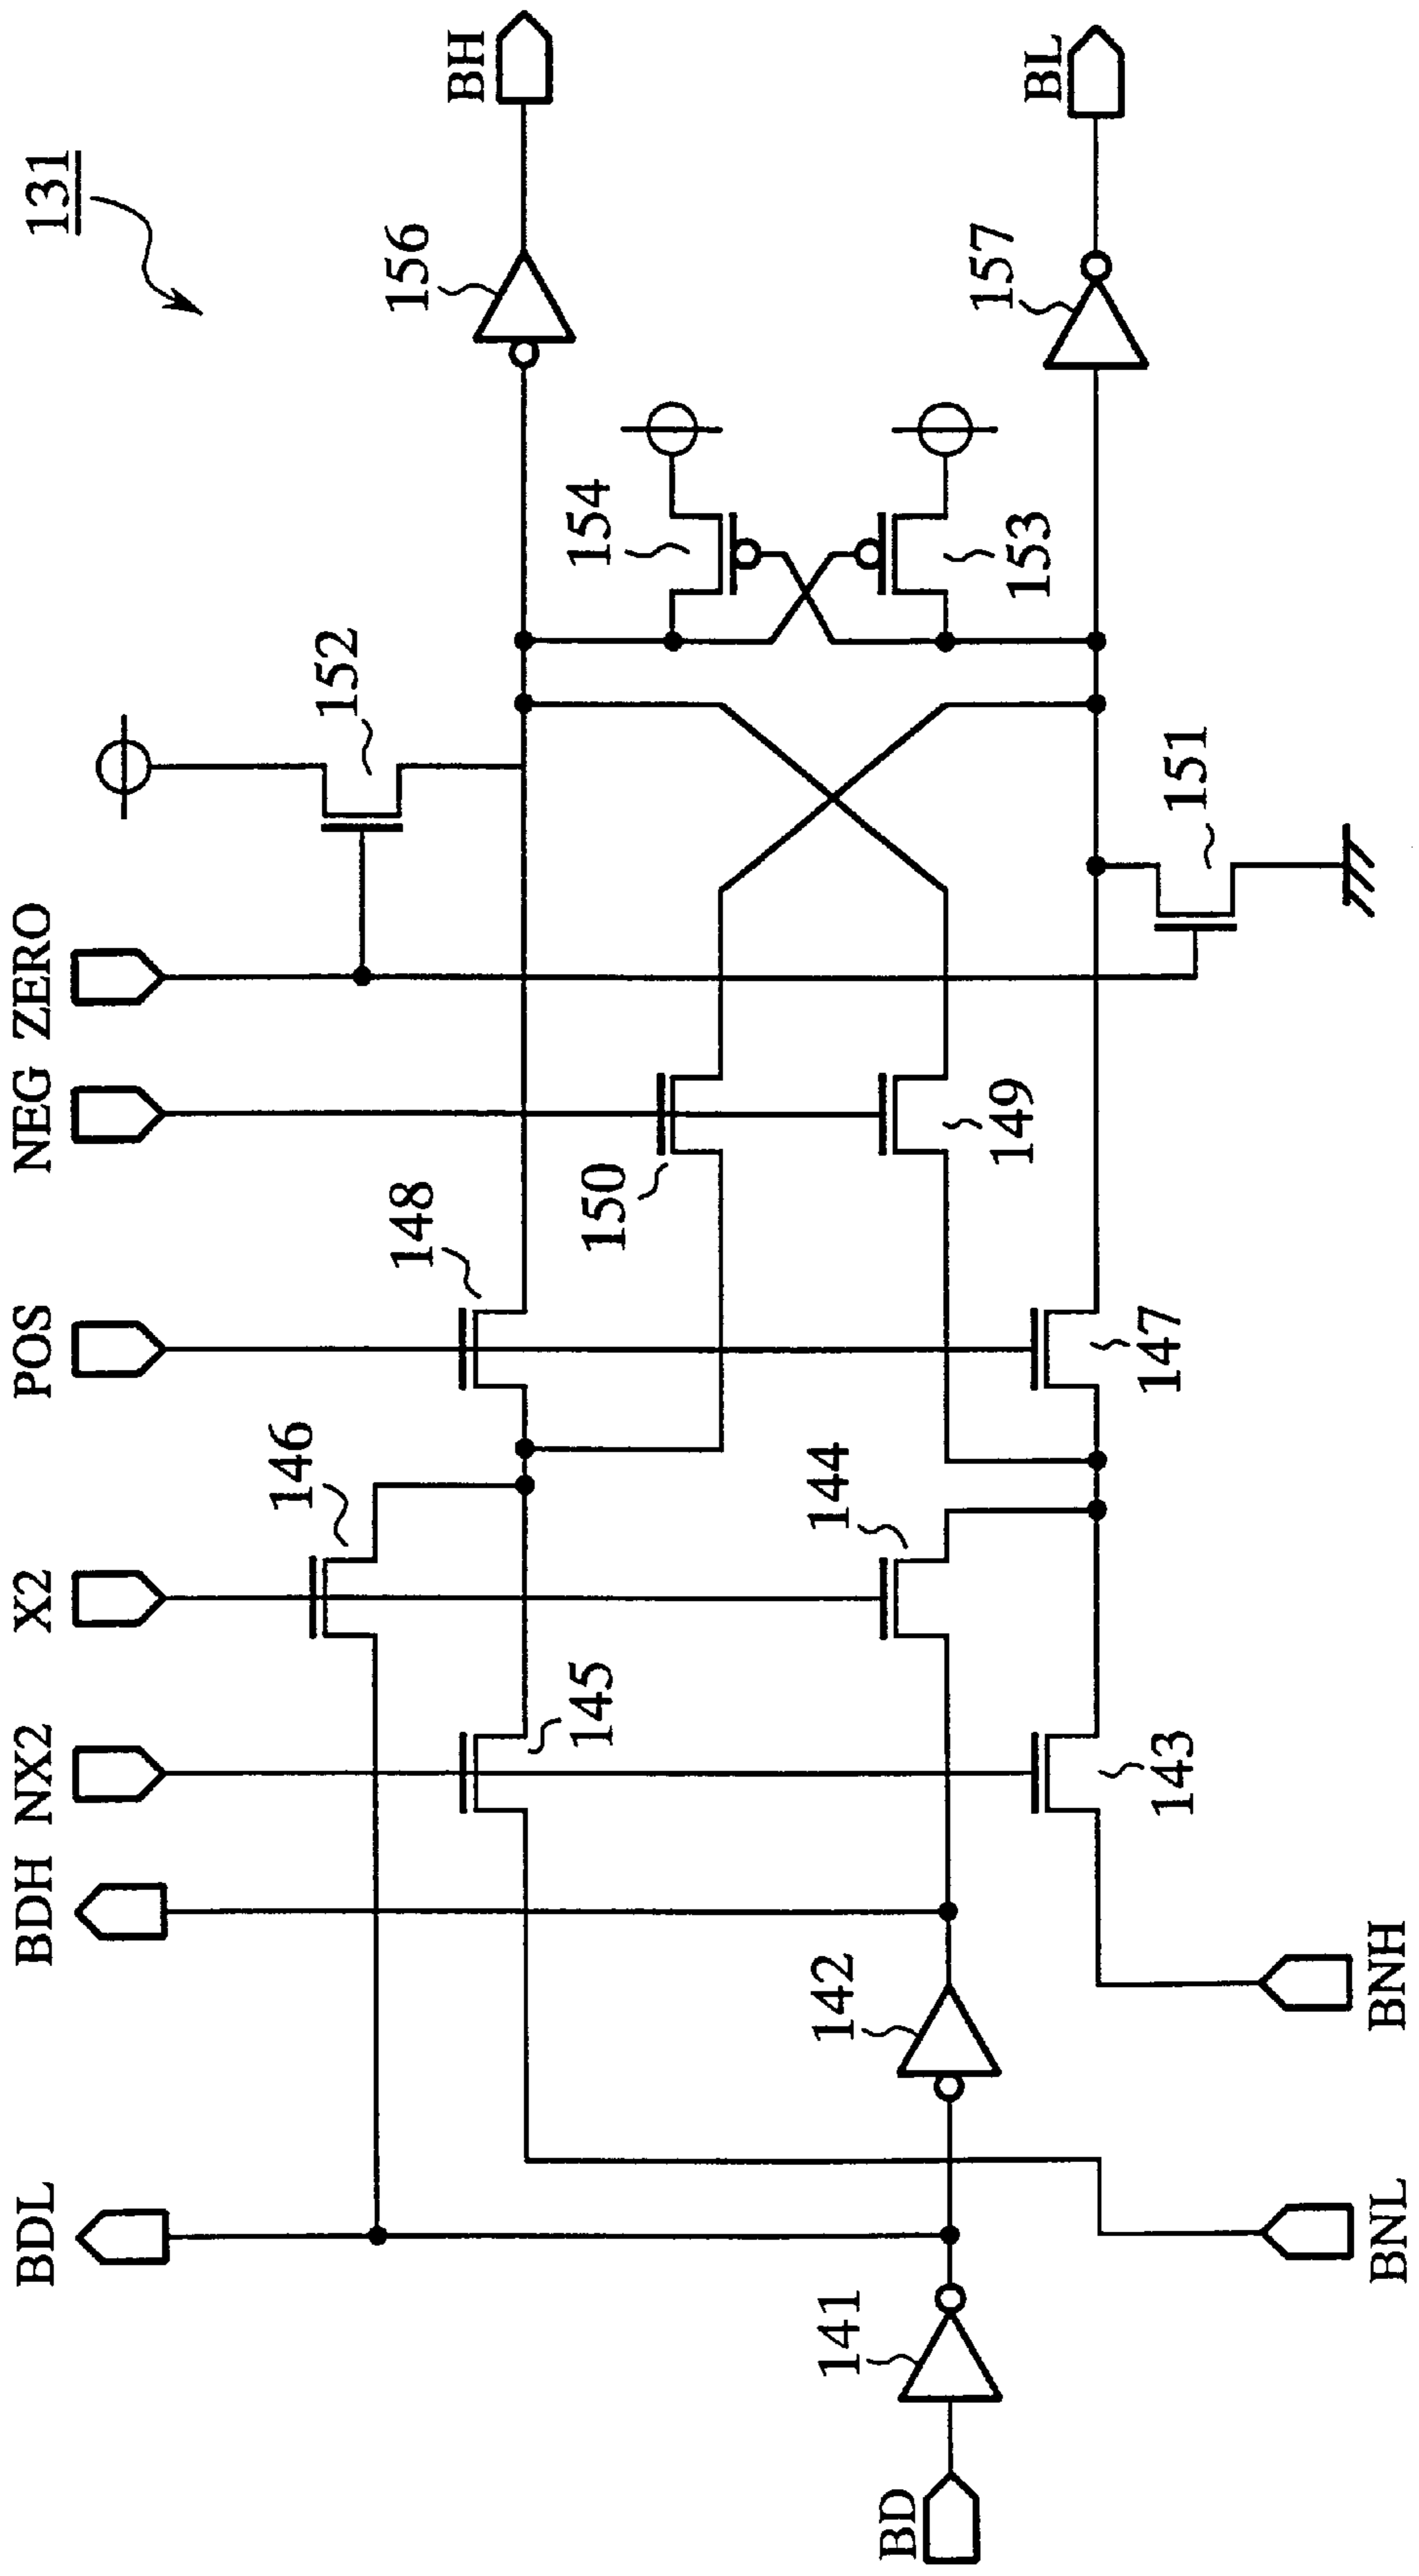 131
BDL
BDH
NX2
X2
POS
NEG
ZERO
BH
BL
BD
BNL
BNH
141
142
143
144
145
146
147
148
149
150
151
152
153
154
156
157